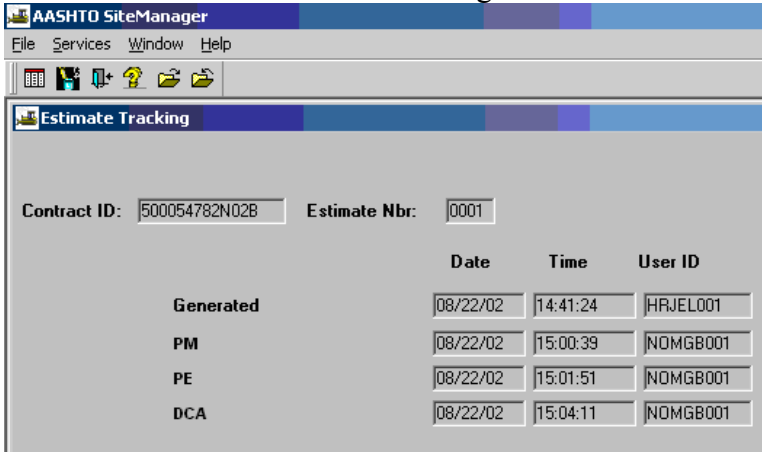 AASHTO SiteManager
File Services Window Help
Estimate Tracking
Contract ID: 500054782N02B Estimate Nbr: 0001
Date Time User ID
Generated 08/22/02 14:41:24 HRJEL001
PM 08/22/02 15:00:39 NOMGB001
PE 08/22/02 15:01:51 NOMGB001
DCA 08/22/02 15:04:11 NOMGB001